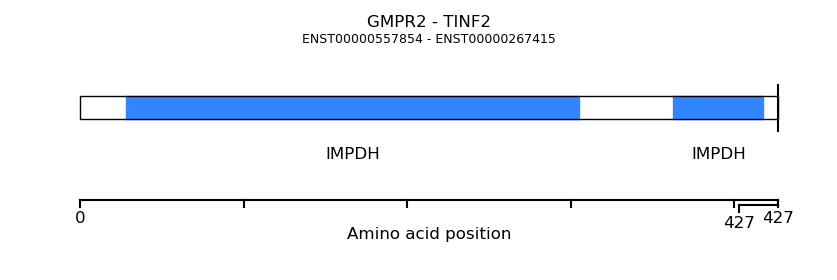 GMPR2 - TINF2
ENST00000557854 - ENST00000267415
IMPDH IMPDH
0 427 427
Amino acid position